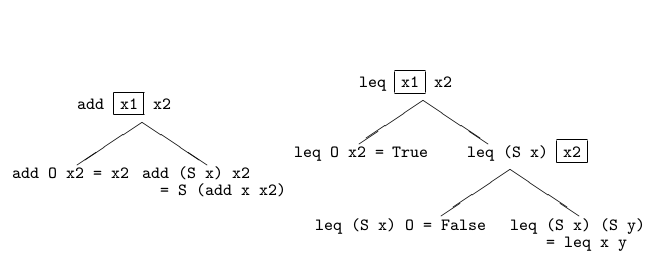 add x1 x2
add O x2 = x2
add (S x) x2
= S (add x x2)
leq x1 x2
leq O x2 = True
leq (S x) x2
leq (S x) O = False
leq (S x) (S y)
= leq x y